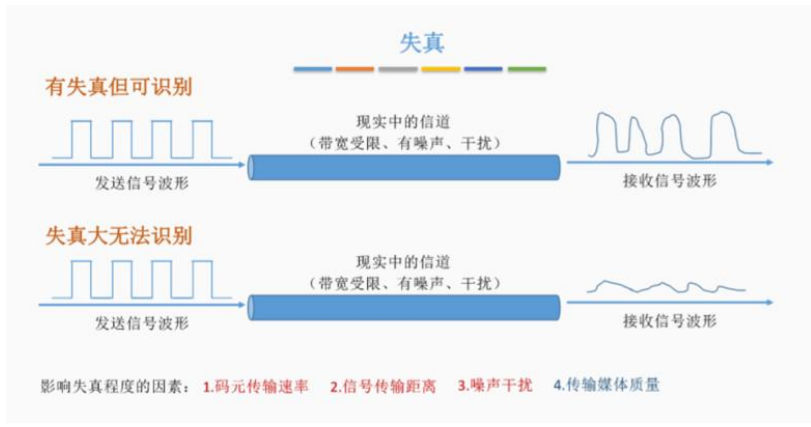 失真
有失真但可识别
现实中的信道
（带宽受限、有噪声、干扰）
发送信号波形
接收信号波形
失真大无法识别
现实中的信道
（带宽受限、有噪声、干扰）
发送信号波形
接收信号波形
影响失真程度的因素： 1.码元传输速率 2.信号传输距离 3.噪声干扰 4.传输媒体质量